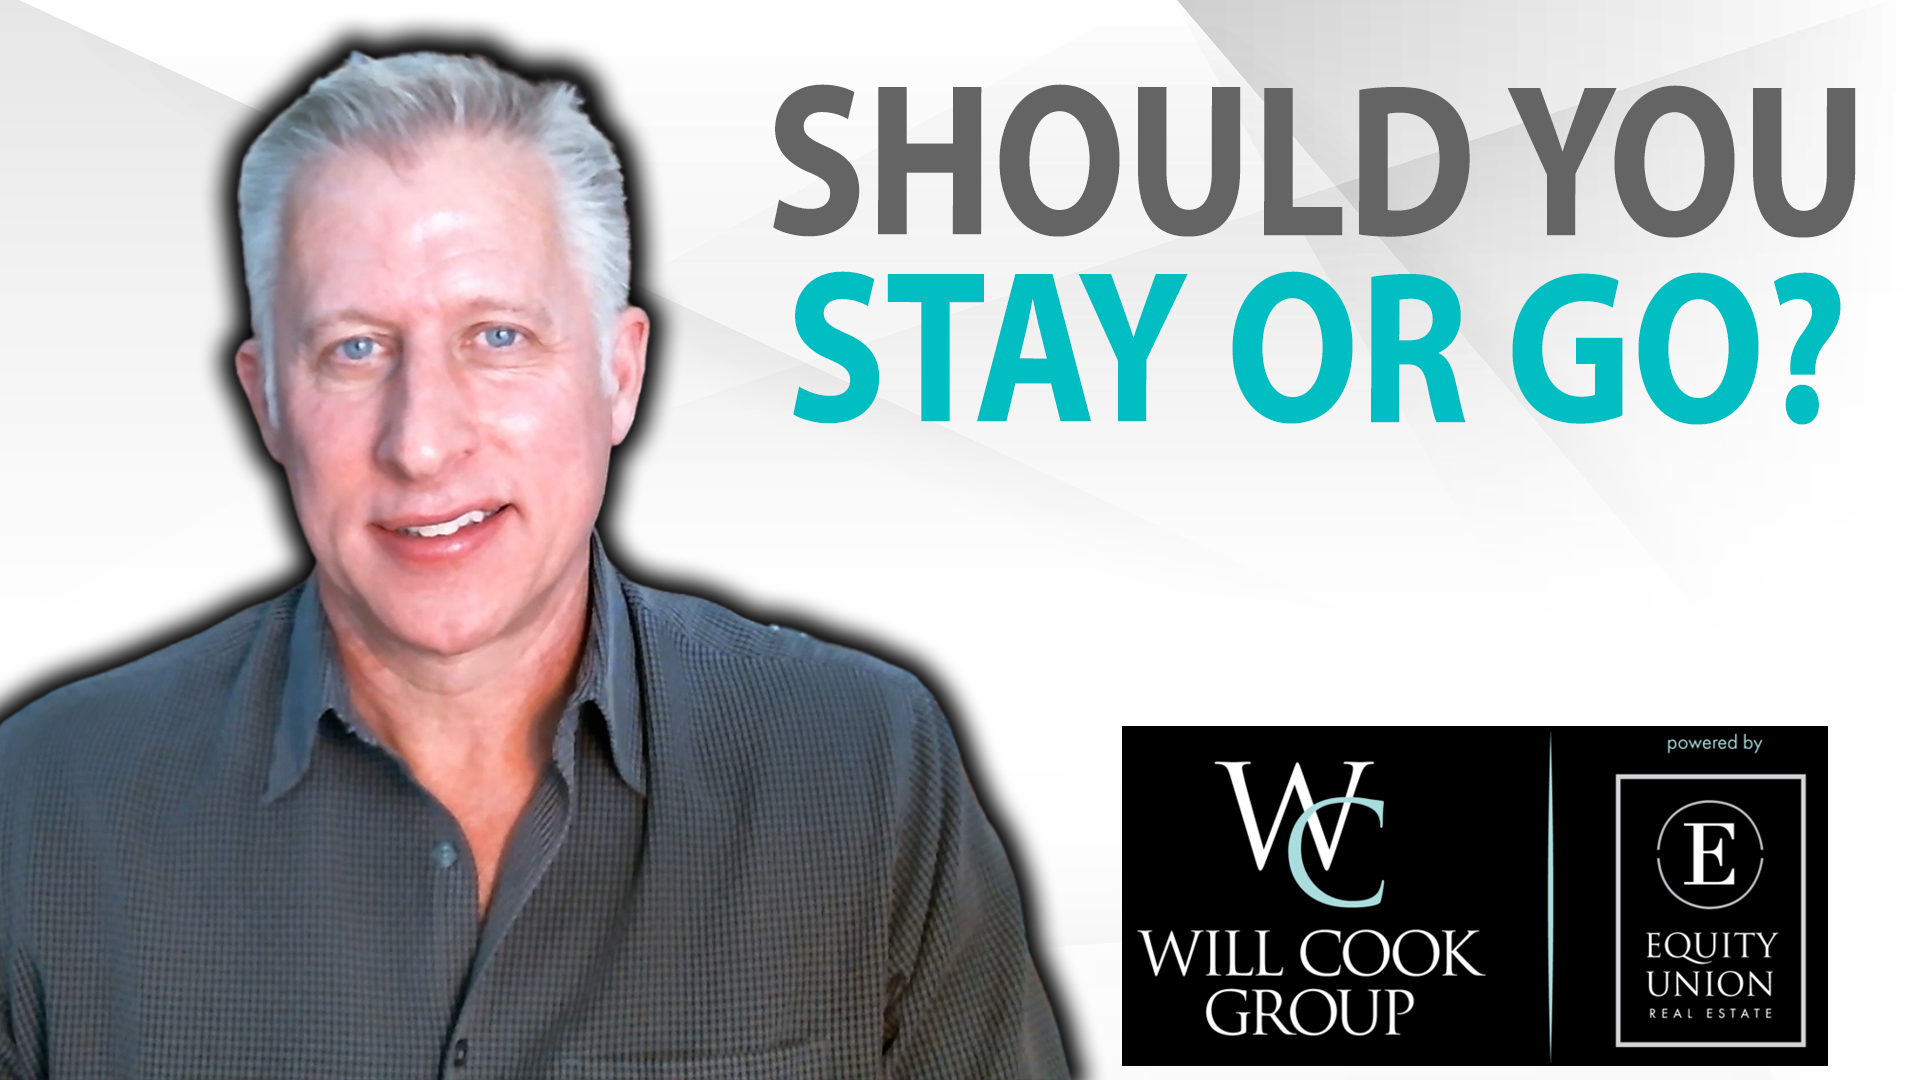 SHOULD YOU
STAY OR GO?
WC
WILL COOK
GROUP
powered by
E
EQUITY
UNION
REAL ESTATE